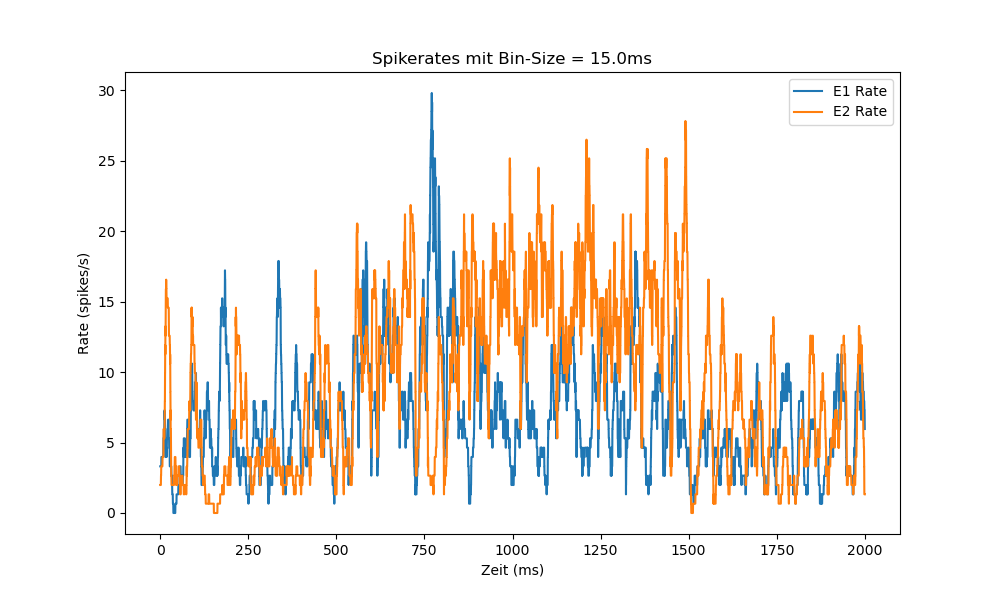 Spikerates mit Bin-Size = 15.0ms
E1 Rate
E2 Rate
30
25
20
15
10
5
0
Rate (spikes/s)
0 250 500 750 1000 1250 1500 1750 2000
Zeit (ms)